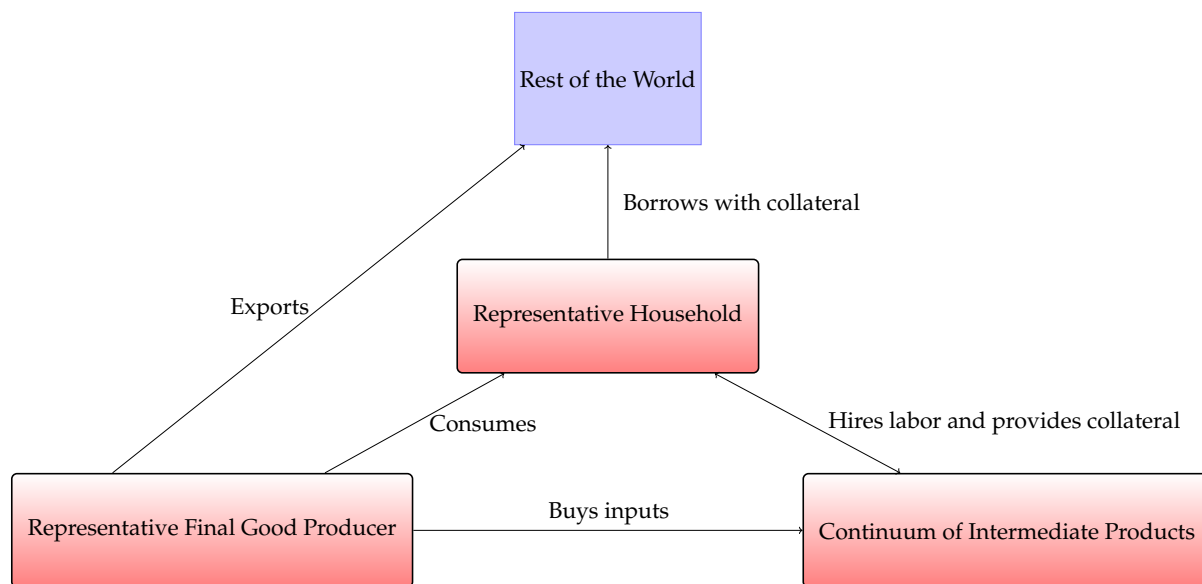 Rest of the World
Borrows with collateral
Representative Household
Exports
Consumes
Hires labor and provides collateral
Buys inputs
Representative Final Good Producer
Continuum of Intermediate Products